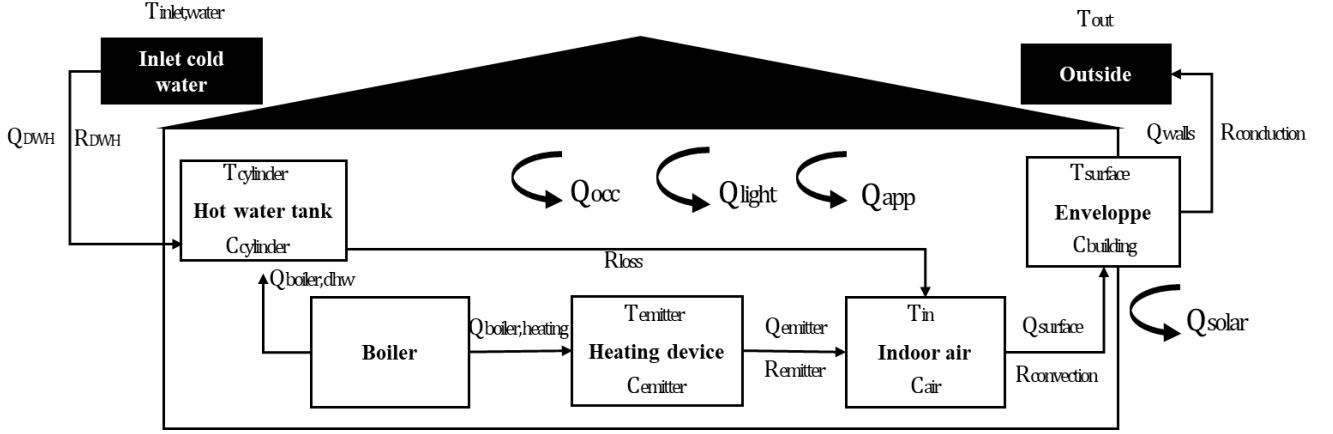 Tinlet,water
Tout
Inlet cold
water
Outside
QDWH
RDWH
Qwalls
Rconduction
Tcylinder
Hot water tank
Ccylinder
Qocc
Qlight
Qapp
Tsurface
Enveloppe
Cbuilding
Rloss
Qboiler,dhw
Boiler
Qboiler,heating
Temitter
Heating device
Cemitter
Qemitter
Remitter
Tin
Indoor air
Cair
Qsurface
Rconvection
Qsolar